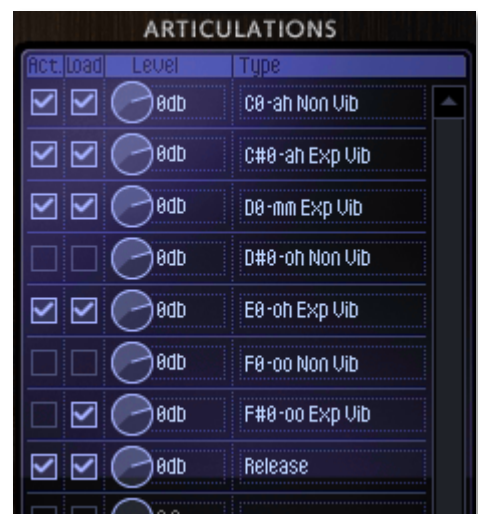 ARTICULATIONS
Act. Load Level Type
0db C0-ah Non Vib
0db C#0-ah Exp Vib
0db D0-mm Exp Vib
0db D#0-oh Non Vib
0db E0-oh Exp Vib
0db F0-oo Non Vib
0db F#0-oo Exp Vib
0db Release